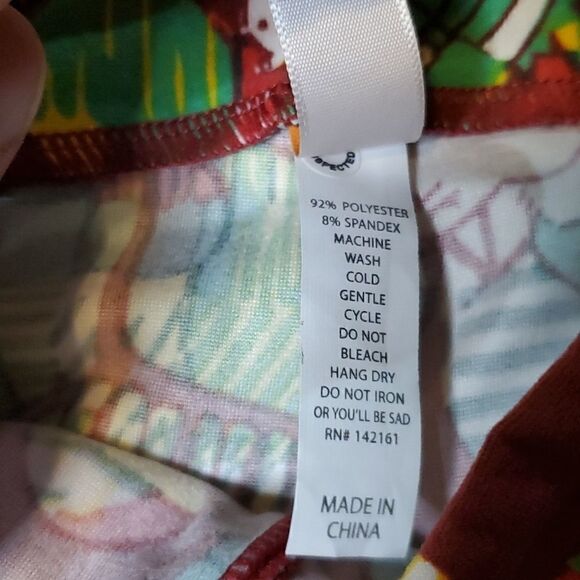 INSPECTED
92% POLYESTER
8% SPANDEX
MACHINE
WASH
COLD
GENTLE
CYCLE
DO NOT
BLEACH
HANG DRY
DO NOT IRON
OR YOU'LL BE SAD
RN# 142161
MADE IN
CHINA